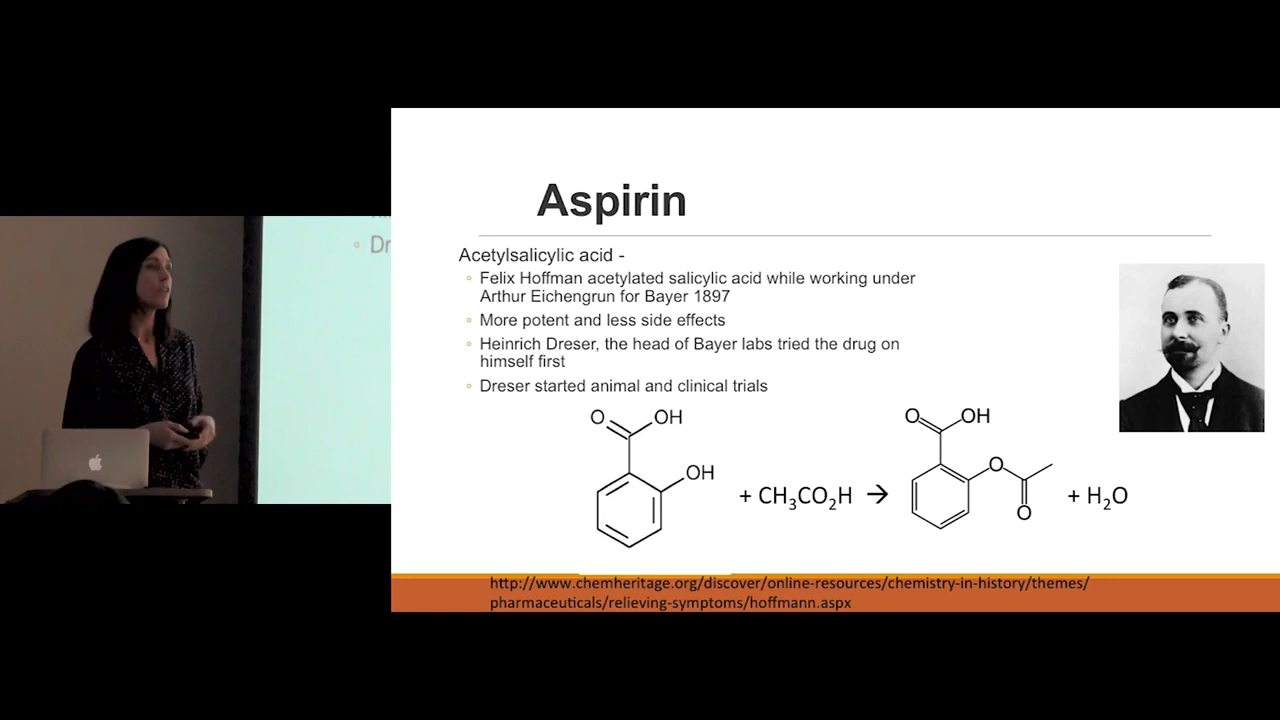 Aspirin
Acetylsalicylic acid -
◦ Felix Hoffman acetylated salicylic acid while working under
Arthur Eichengrun for Bayer 1897
◦ More potent and less side effects
◦ Heinrich Dreser, the head of Bayer labs tried the drug on
himself first
◦ Dreser started animal and clinical trials
◦ Dr
O OH
OH
+ CH₃CO₂H →
O OH
O
O
+ H₂O
http://www.chemheritage.org/discover/online-resources/chemistry-in-history/themes/
pharmaceuticals/relieving-symptoms/hoffmann.aspx